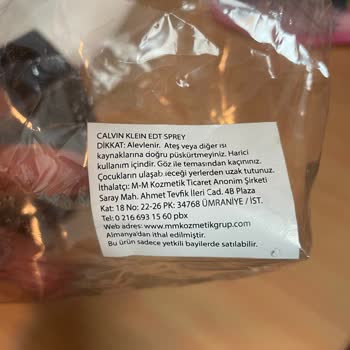 CALVIN KLEIN EDT SPREY
DİKKAT: Alevlenir. Ateş veya diğer ısı
kaynaklarına doğru püskürtmeyiniz. Harici
kullanım içindir. Göz ile temasından kaçınınız.
Çocukların ulaşabileceği yerlerden uzak tutunuz.
İthalatçı: M-M Kozmetik Ticaret Anonim Şirketi
Saray Mah. Ahmet Tevfik İleri Cad. 4B Plaza
Kat: 18 No: 22-26 PK: 34768 ÜMRANİYE / İST.
Tel: 0 216 693 15 60 pbx
Web adres: www.mmkozmetikgrup.com
Almanya'dan ithal edilmiştir.
Bu ürün sadece yetkili bayilerde satılabilir.